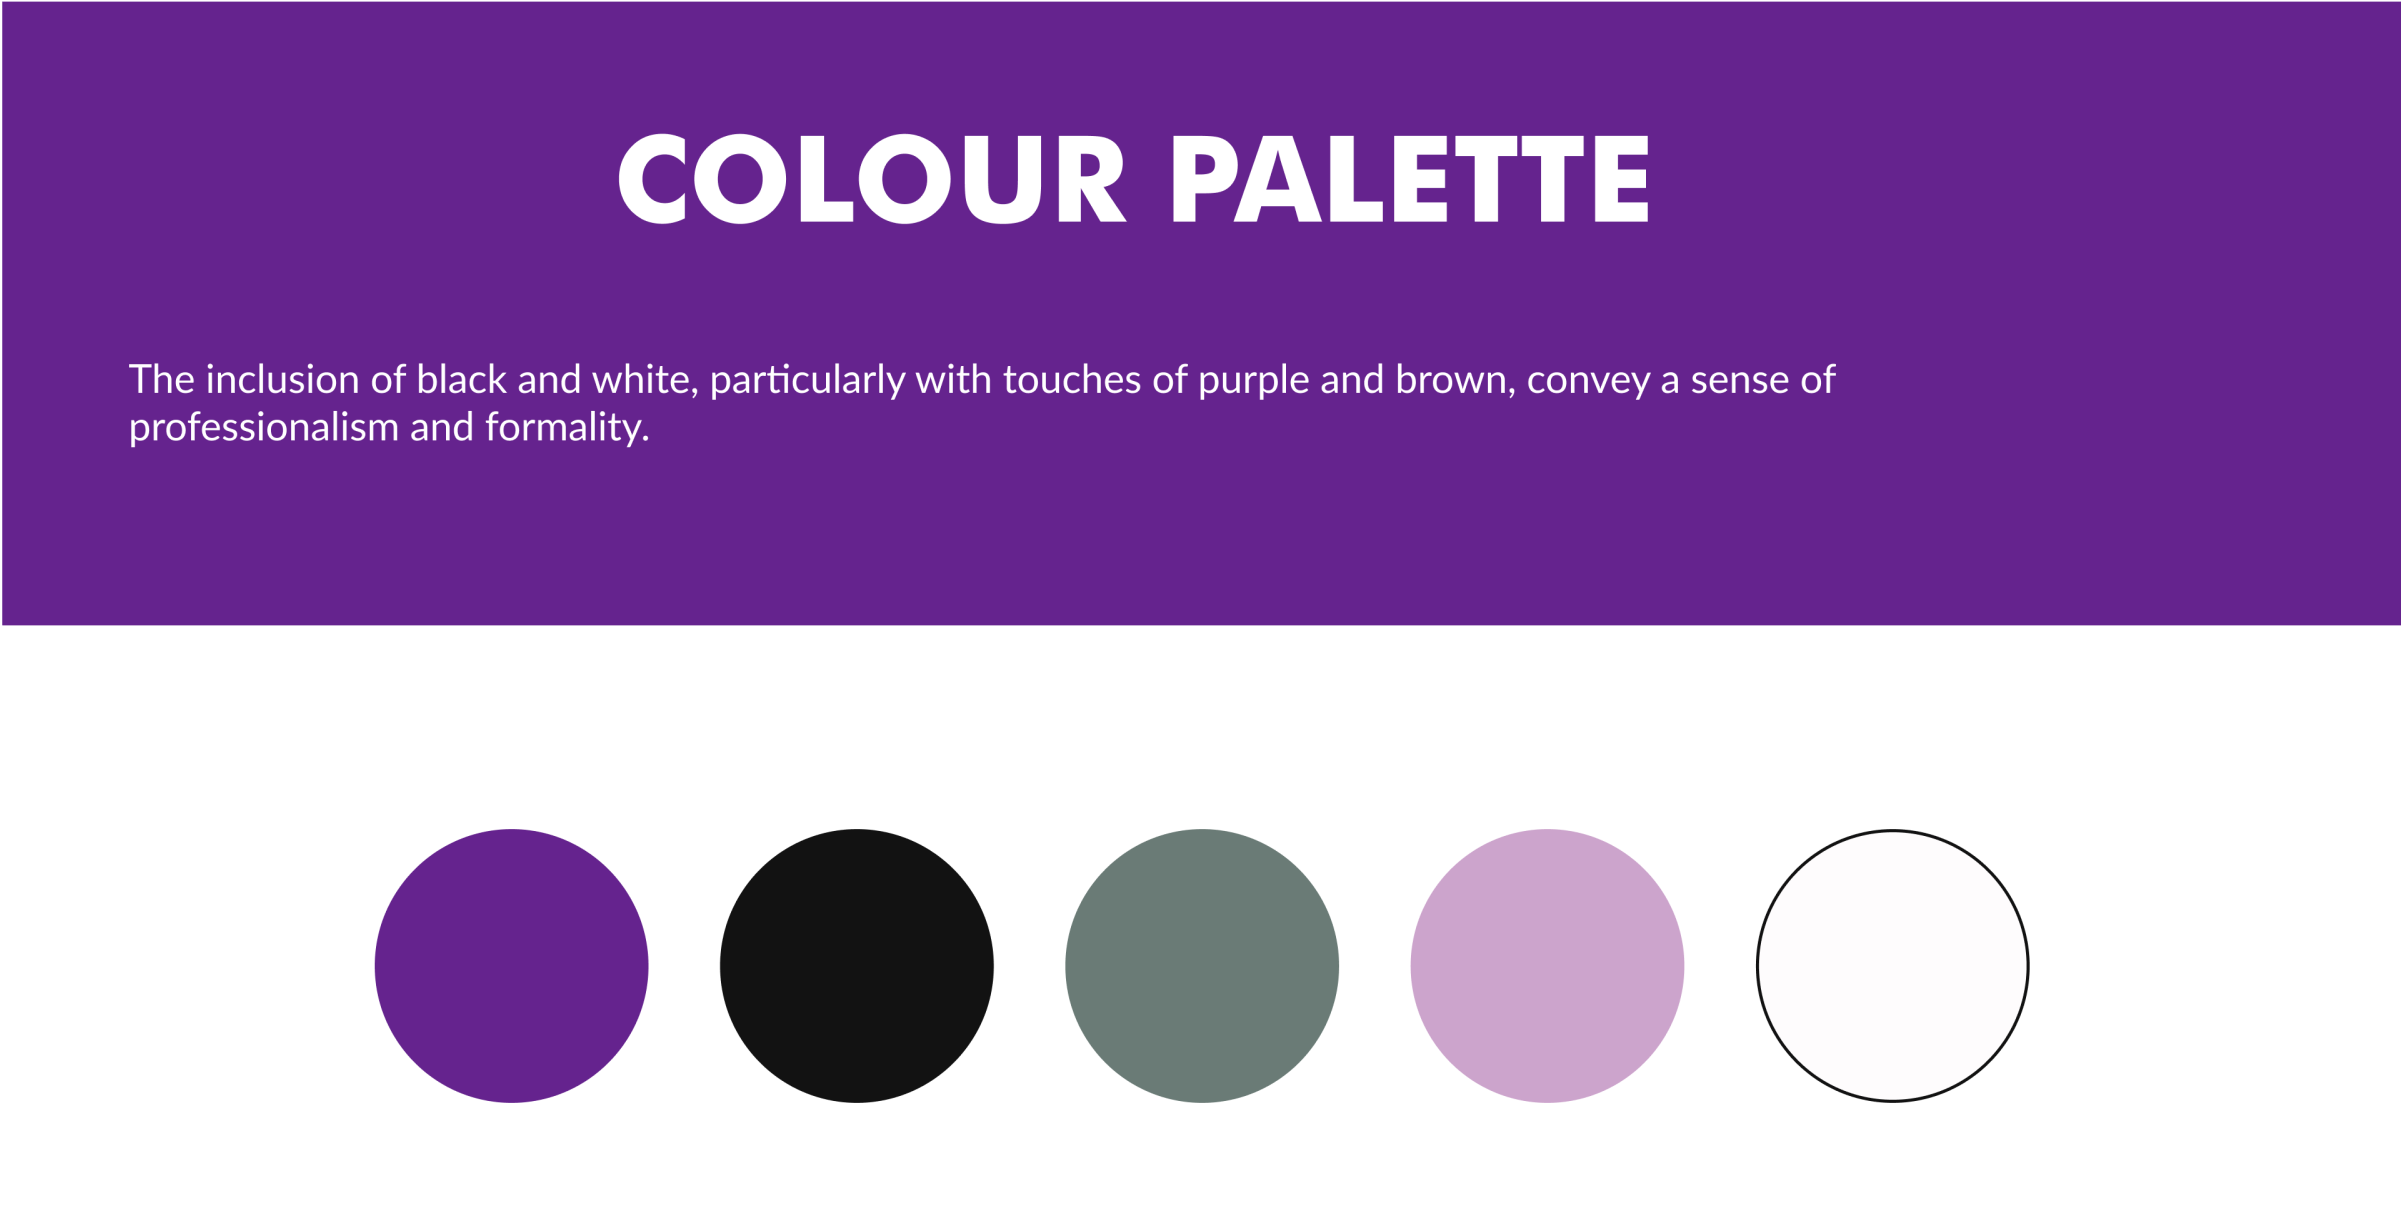 COLOUR PALETTE
The inclusion of black and white, particularly with touches of purple and brown, convey a sense of
professionalism and formality.